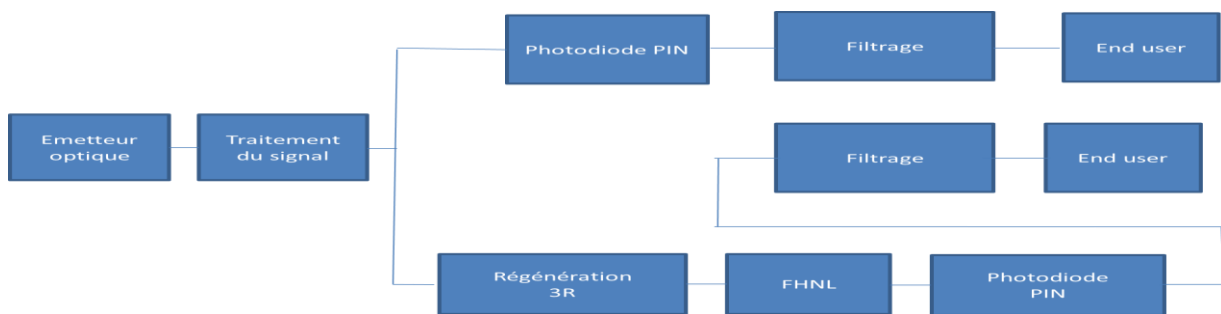 Emetteur
optique
Traitement
du signal
Photodiode PIN
Filtrage
End user
Filtrage
End user
Régénération
3R
FHNL
Photodiode
PIN